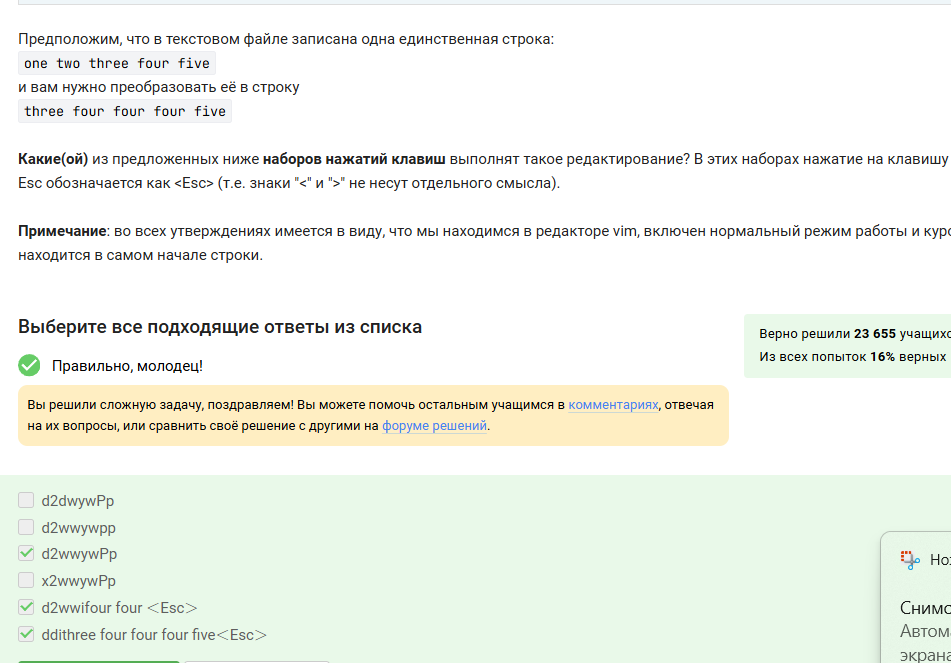 Предположим, что в текстовом файле записана одна единственная строка:
one two three four five
и вам нужно преобразовать её в строку
three four four four five
Какие(ой) из предложенных ниже наборов нажатий клавиш выполнят такое редактирование? В этих наборах нажатие на клавишу
Esc обозначается как <Esc> (т.е. знаки "<" и ">" не несут отдельного смысла).
Примечание: во всех утверждениях имеется в виду, что мы находимся в редакторе vim, включен нормальный режим работы и курс
находится в самом начале строки.
Выберите все подходящие ответы из списка
Верно решили 23 655 учащихс
Из всех попыток 16% верных
Правильно, молодец!
Вы решили сложную задачу, поздравляем! Вы можете помочь остальным учащимся в комментариях, отвечая
на их вопросы, или сравнить своё решение с другими на форуме решений.
d2dwywPp
d2wwywpp
d2wwywPp
x2wwywPp
d2wwifour four <Esc>
ddithree four four four five<Esc>
Но
Снимо
Автом
экрана